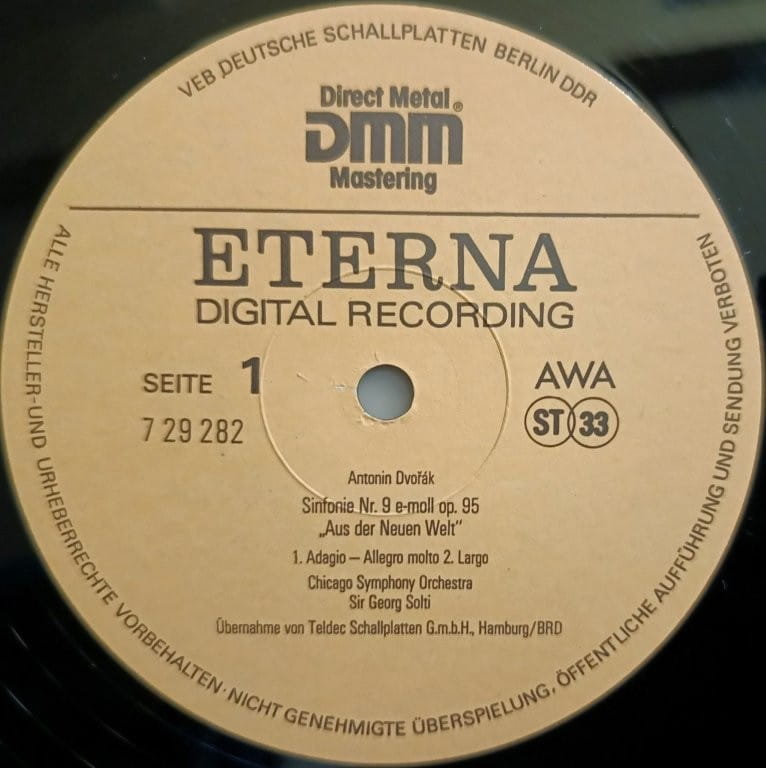 VEB DEUTSCHE SCHALLPLATTEN BERLIN DDR
Direct Metal®
DMM
Mastering
ETERNA
DIGITAL RECORDING
SEITE 1
7 29 282
AWA
ST 33
Antonin Dvořák
Sinfonie Nr. 9 e-moll op. 95
„Aus der Neuen Welt“
1. Adagio – Allegro molto 2. Largo
Chicago Symphony Orchestra
Sir Georg Solti
Übernahme von Teldec Schallplatten G.m.b.H., Hamburg/BRD
ALLE HERSTELLER-UND URHEBERRECHTE VORBEHALTEN · NICHT GENEHMIGTE ÜBERSPIELUNG, ÖFFENTLICHE AUFFÜHRUNG UND SENDUNG VERBOTEN